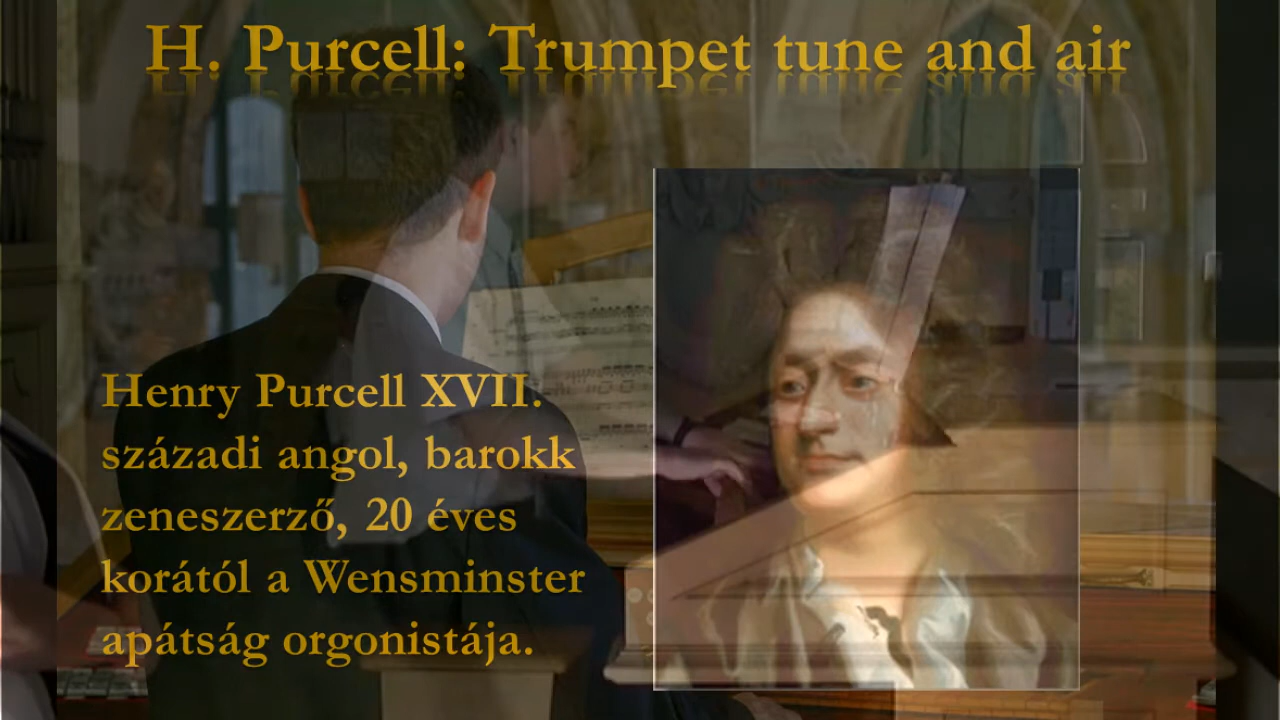 H. Purcell: Trumpet tune and air
Henry Purcell XVII.
századi angol, barokk
zeneszerző, 20 éves
korától a Wensminster
apátság orgonistája.